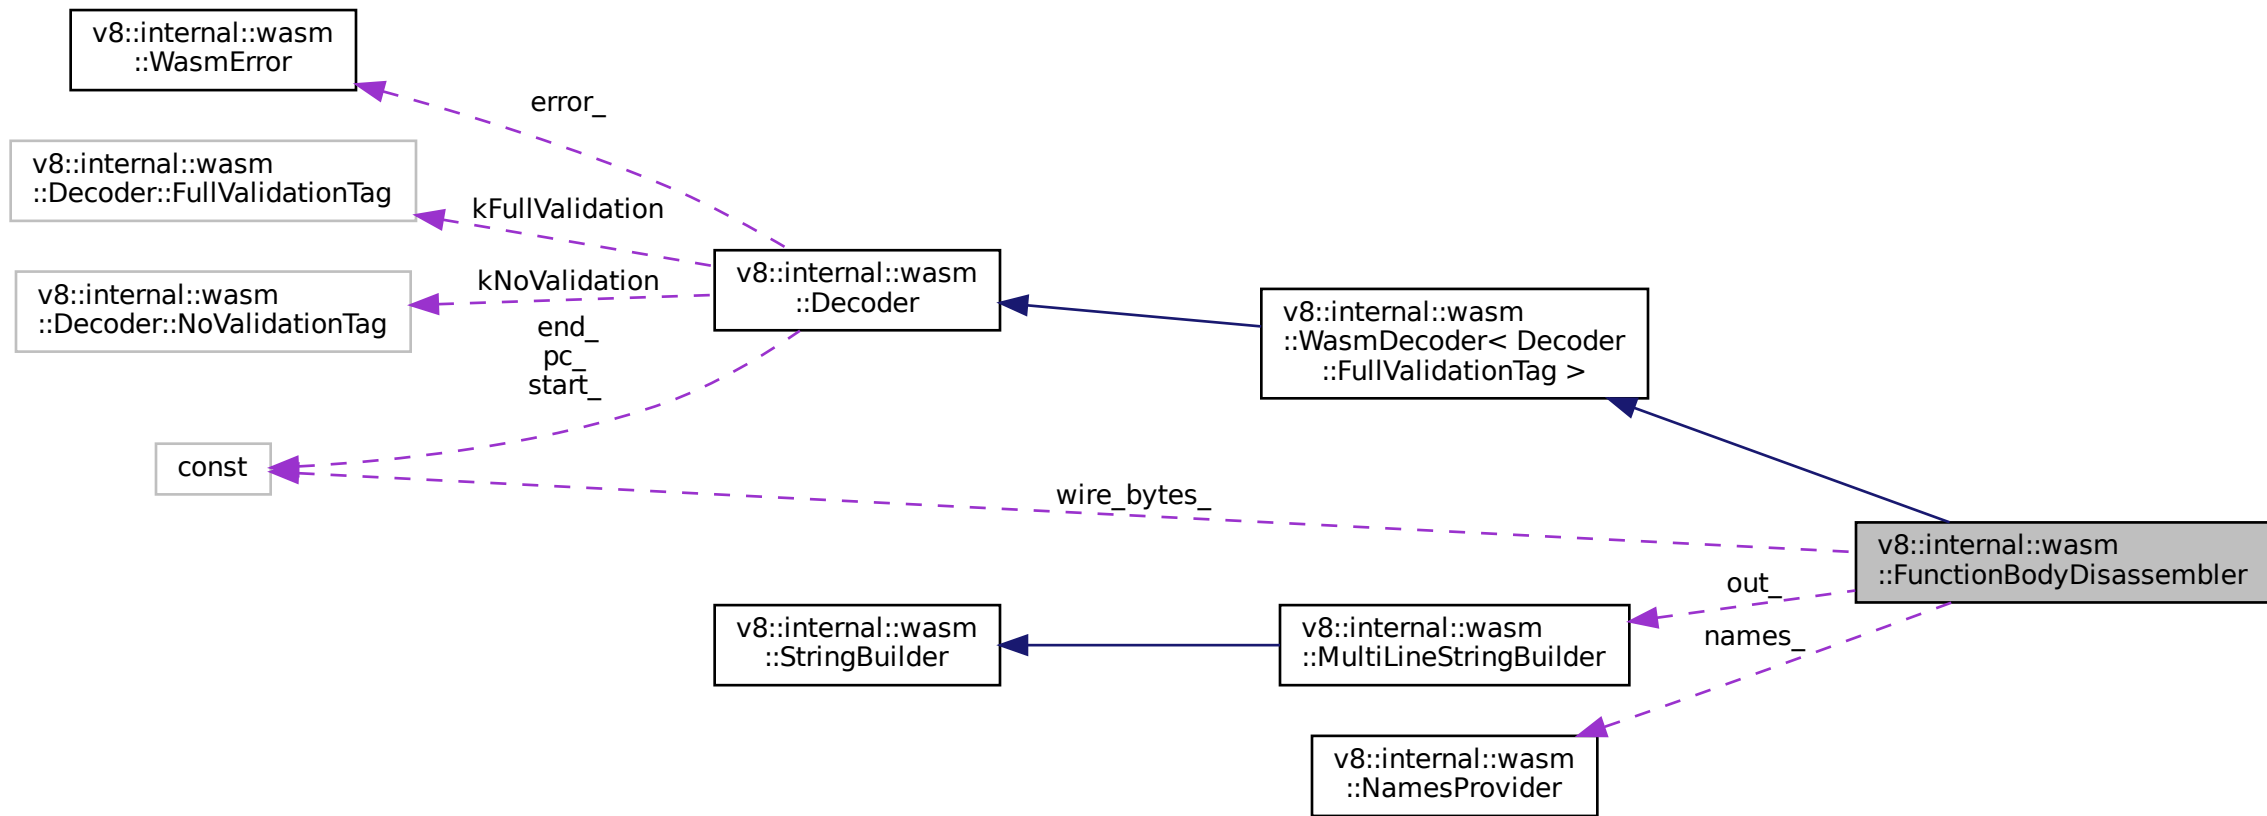 v8::internal::wasm
::WasmError
error_
v8::internal::wasm
::Decoder::FullValidationTag
kFullValidation
v8::internal::wasm
::Decoder::NoValidationTag
kNoValidation
end_
pc_
start_
v8::internal::wasm
::Decoder
v8::internal::wasm
::WasmDecoder< Decoder
::FullValidationTag >
const
wire_bytes_
v8::internal::wasm
::FunctionBodyDisassembler
out_
names_
v8::internal::wasm
::StringBuilder
v8::internal::wasm
::MultiLineStringBuilder
v8::internal::wasm
::NamesProvider